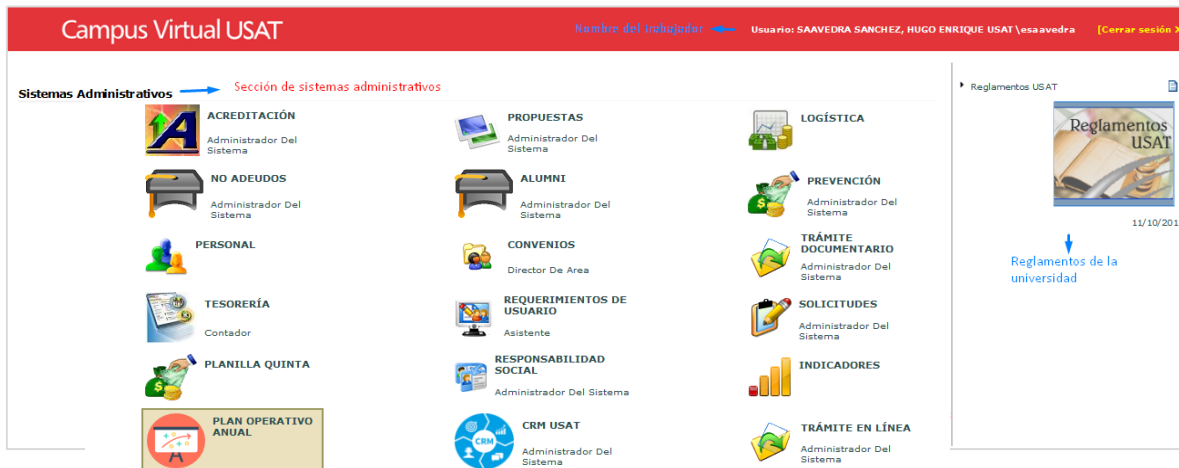 Campus Virtual USAT
Nombre del trabajador
Usuario: SAAVEDRA SANCHEZ, HUGO ENRIQUE USAT\esaavedra
[Cerrar sesión X
Sistemas Administrativos
Sección de sistemas administrativos
ACREDITACIÓN
Administrador Del
Sistema
PROPUESTAS
Administrador Del
Sistema
LOGÍSTICA
NO ADEUDOS
Administrador Del
Sistema
ALUMNI
Administrador Del
Sistema
PREVENCIÓN
Administrador Del
Sistema
PERSONAL
CONVENIOS
Director De Area
TRÁMITE
DOCUMENTARIO
Administrador Del
Sistema
TESORERÍA
Contador
REQUERIMIENTOS DE
USUARIO
Asistente
SOLICITUDES
Administrador Del
Sistema
PLANILLA QUINTA
RESPONSABILIDAD
SOCIAL
Administrador Del Sistema
INDICADORES
PLAN OPERATIVO
ANUAL
CRM
CRM USAT
Administrador Del
Sistema
TRÁMITE EN LÍNEA
Administrador Del
Sistema
Reglamentos USAT
Reglamentos
USAT
11/10/201
Reglamentos de la
universidad